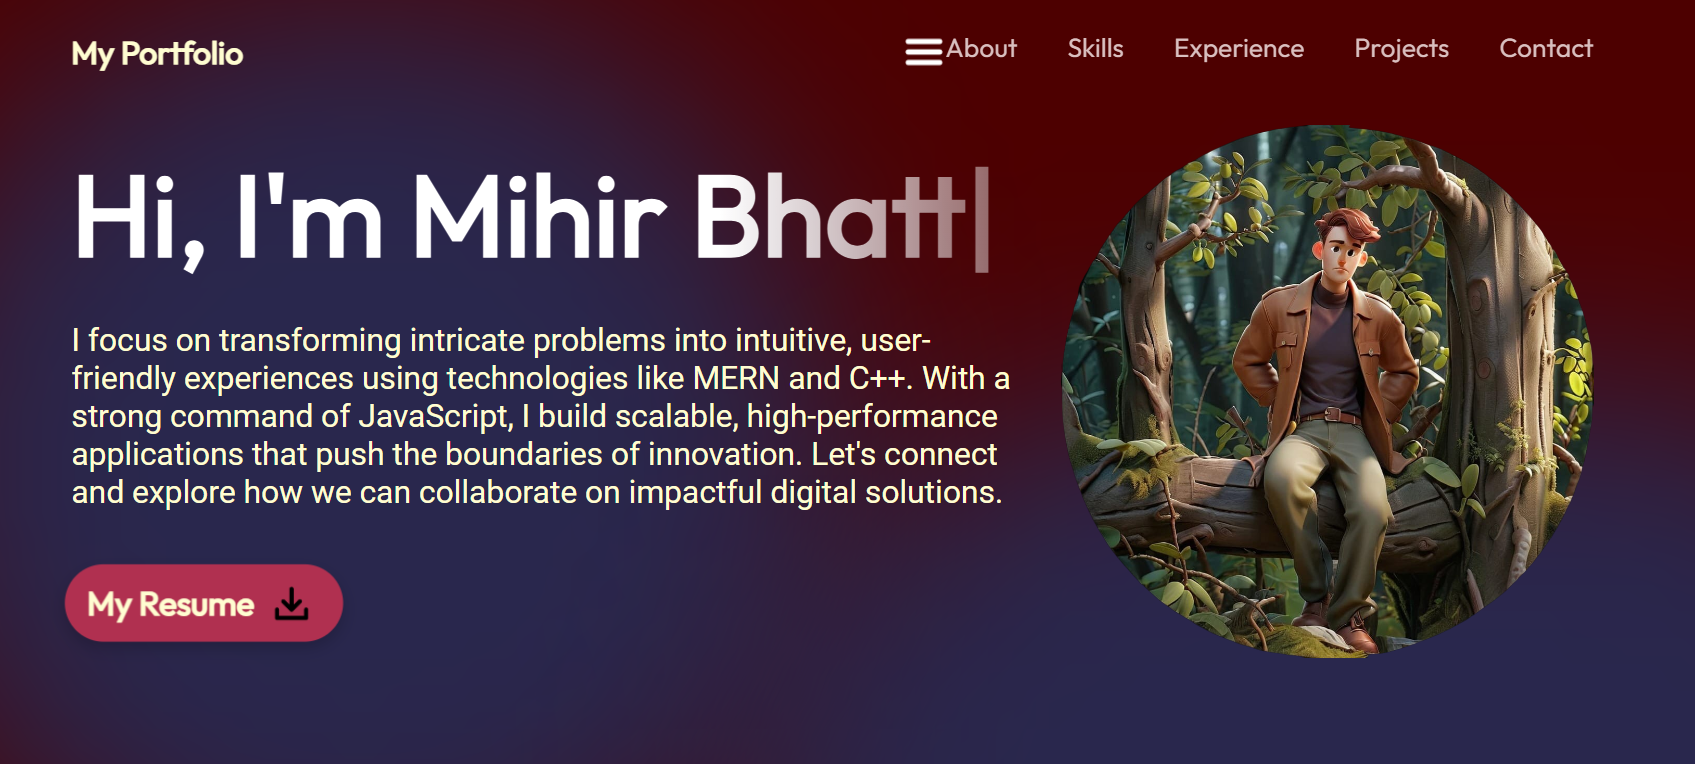 My Portfolio
About Skills Experience Projects Contact
Hi, I'm Mihir Bhatt|
I focus on transforming intricate problems into intuitive, user-
friendly experiences using technologies like MERN and C++. With a
strong command of JavaScript, I build scalable, high-performance
applications that push the boundaries of innovation. Let's connect
and explore how we can collaborate on impactful digital solutions.
My Resume